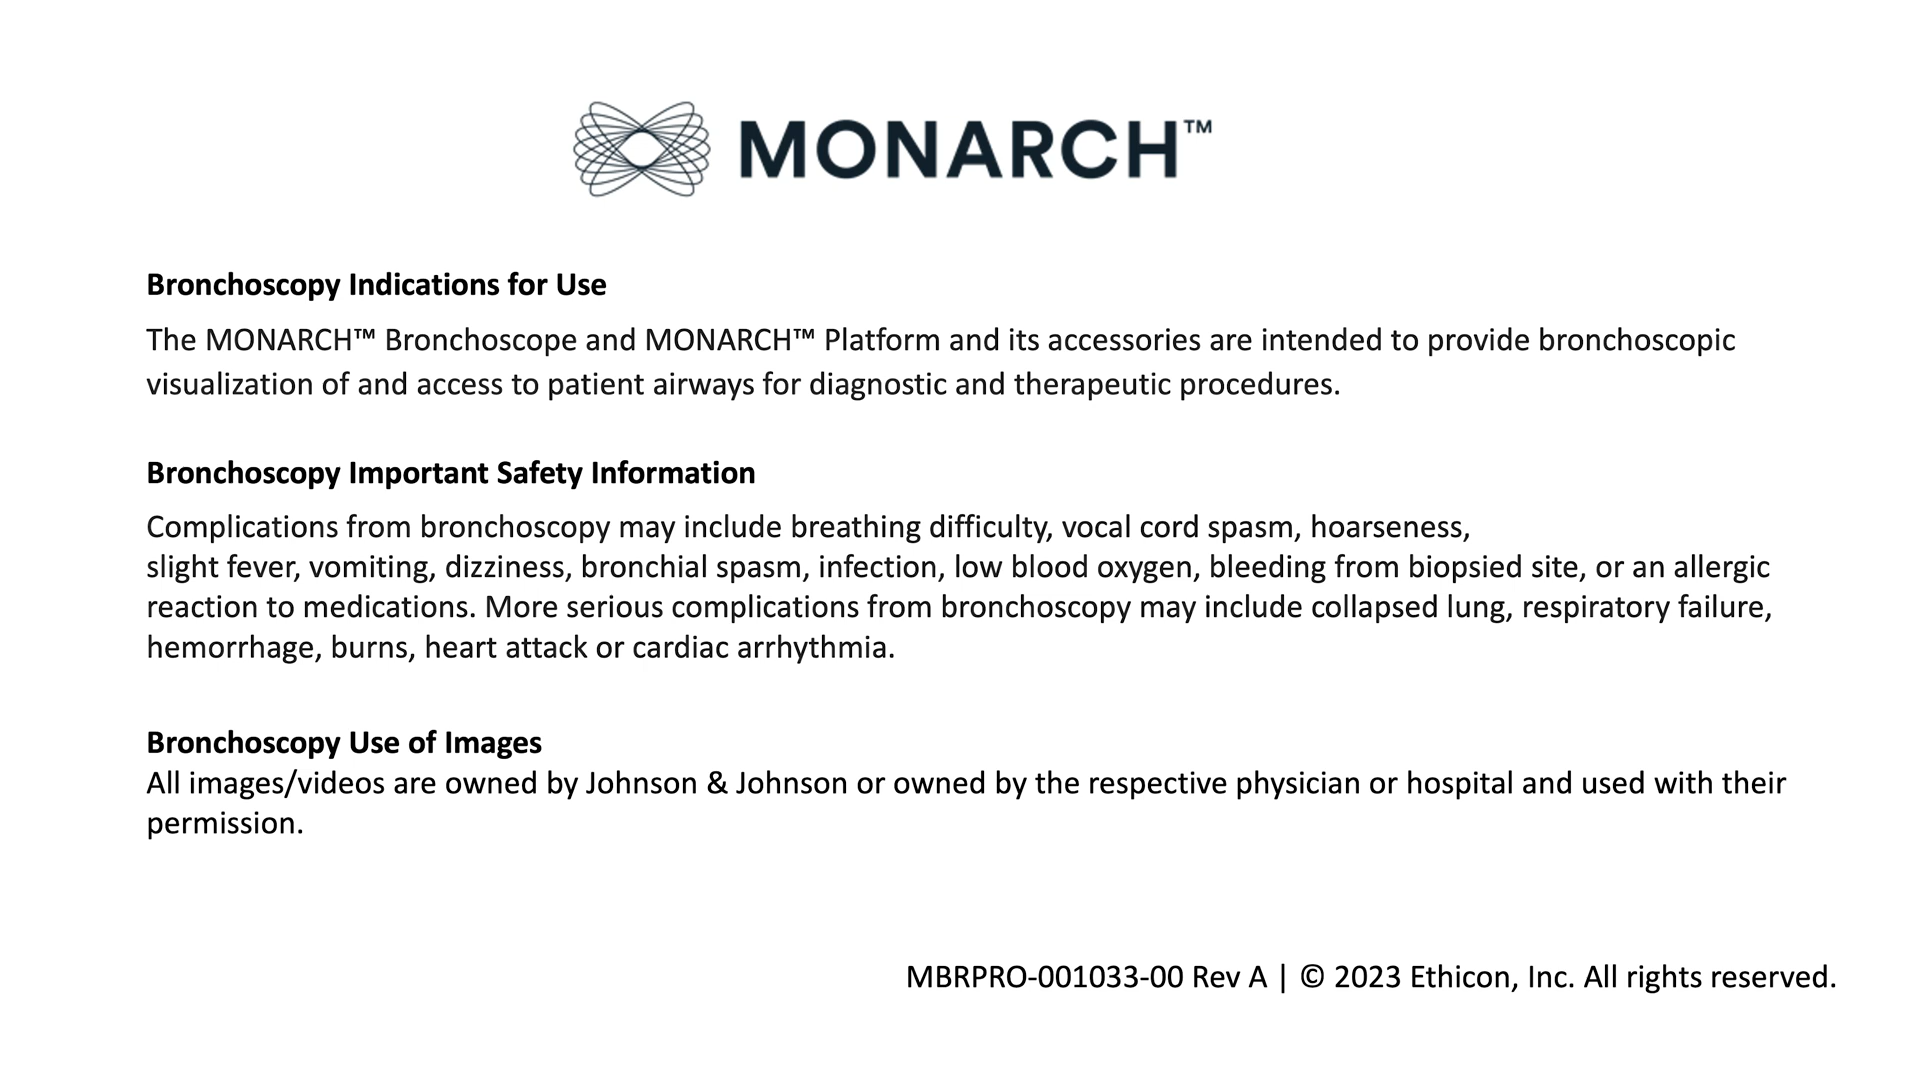 MONARCH™
Bronchoscopy Indications for Use
The MONARCH™ Bronchoscope and MONARCH™ Platform and its accessories are intended to provide bronchoscopic
visualization of and access to patient airways for diagnostic and therapeutic procedures.
Bronchoscopy Important Safety Information
Complications from bronchoscopy may include breathing difficulty, vocal cord spasm, hoarseness,
slight fever, vomiting, dizziness, bronchial spasm, infection, low blood oxygen, bleeding from biopsied site, or an allergic
reaction to medications. More serious complications from bronchoscopy may include collapsed lung, respiratory failure,
hemorrhage, burns, heart attack or cardiac arrhythmia.
Bronchoscopy Use of Images
All images/videos are owned by Johnson & Johnson or owned by the respective physician or hospital and used with their
permission.
MBRPRO-001033-00 Rev A | © 2023 Ethicon, Inc. All rights reserved.